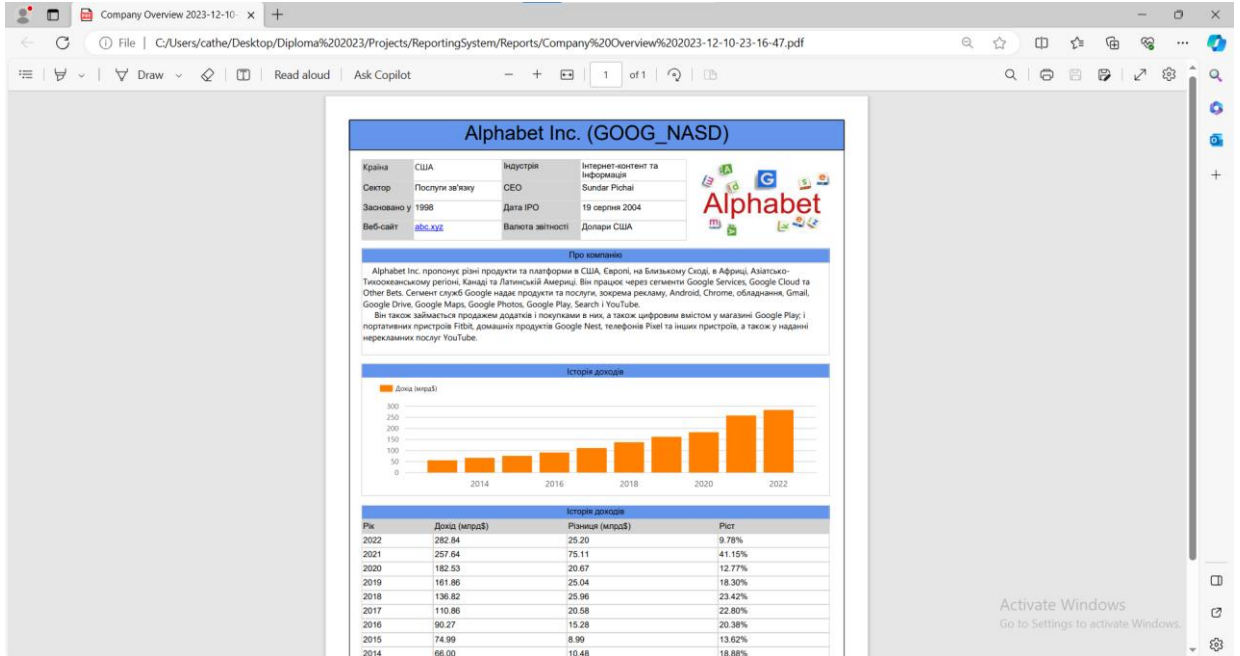 Company Overview 2023-12-10-
File | C:/Users/cathe/Desktop/Diploma%202023/Projects/ReportingSystem/Reports/Company%20Overview%202023-12-10-23-16-47.pdf
Draw Read aloud Ask Copilot 1 of 1
Alphabet Inc. (GOOG_NASD)
Країна США Індустрія Інтернет-контент та Інформація
Сектор Послуги зв'язку CEO Sundar Pichai
Засновано у 1998 Дата IPO 19 серпня 2004
Веб-сайт abc.xyz Валюта звітності Долари США
Alphabet
Про компанію
Alphabet Inc. пропонує різні продукти та платформи в США, Європі, на Близькому Сході, в Африці, Азіатсько-
Тихоокеанському регіоні, Канаді та Латинській Америці. Він працює через сегменти Google Services, Google Cloud та
Other Bets. Сегмент служб Google надає продукти та послуги, зокрема рекламу, Android, Chrome, обладнання, Gmail,
Google Drive, Google Maps, Google Photos, Google Play, Search і YouTube.
Він також займається продажем додатків і покупками в них, а також цифровим вмістом у магазині Google Play; і
портативних пристроїв Fitbit, домашніх продуктів Google Nest, телефонів Pixel та інших пристроїв, а також у наданні
нерекламних послуг YouTube.
Історія доходів
Дохід (млрд$)
300
250
200
150
100
50
0
2014 2016 2018 2020 2022
Історія доходів
Рік Дохід (млрд$) Різниця (млрд$) Ріст
2022 282.84 25.20 9.78%
2021 257.64 75.11 41.15%
2020 182.53 20.67 12.77%
2019 161.86 25.04 18.30%
2018 136.82 25.96 23.42%
2017 110.86 20.58 22.80%
2016 90.27 15.28 20.38%
2015 74.99 8.99 13.62%
2014 66.00 10.48 18.88%
Activate Windows
Go to Settings to activate Windows.